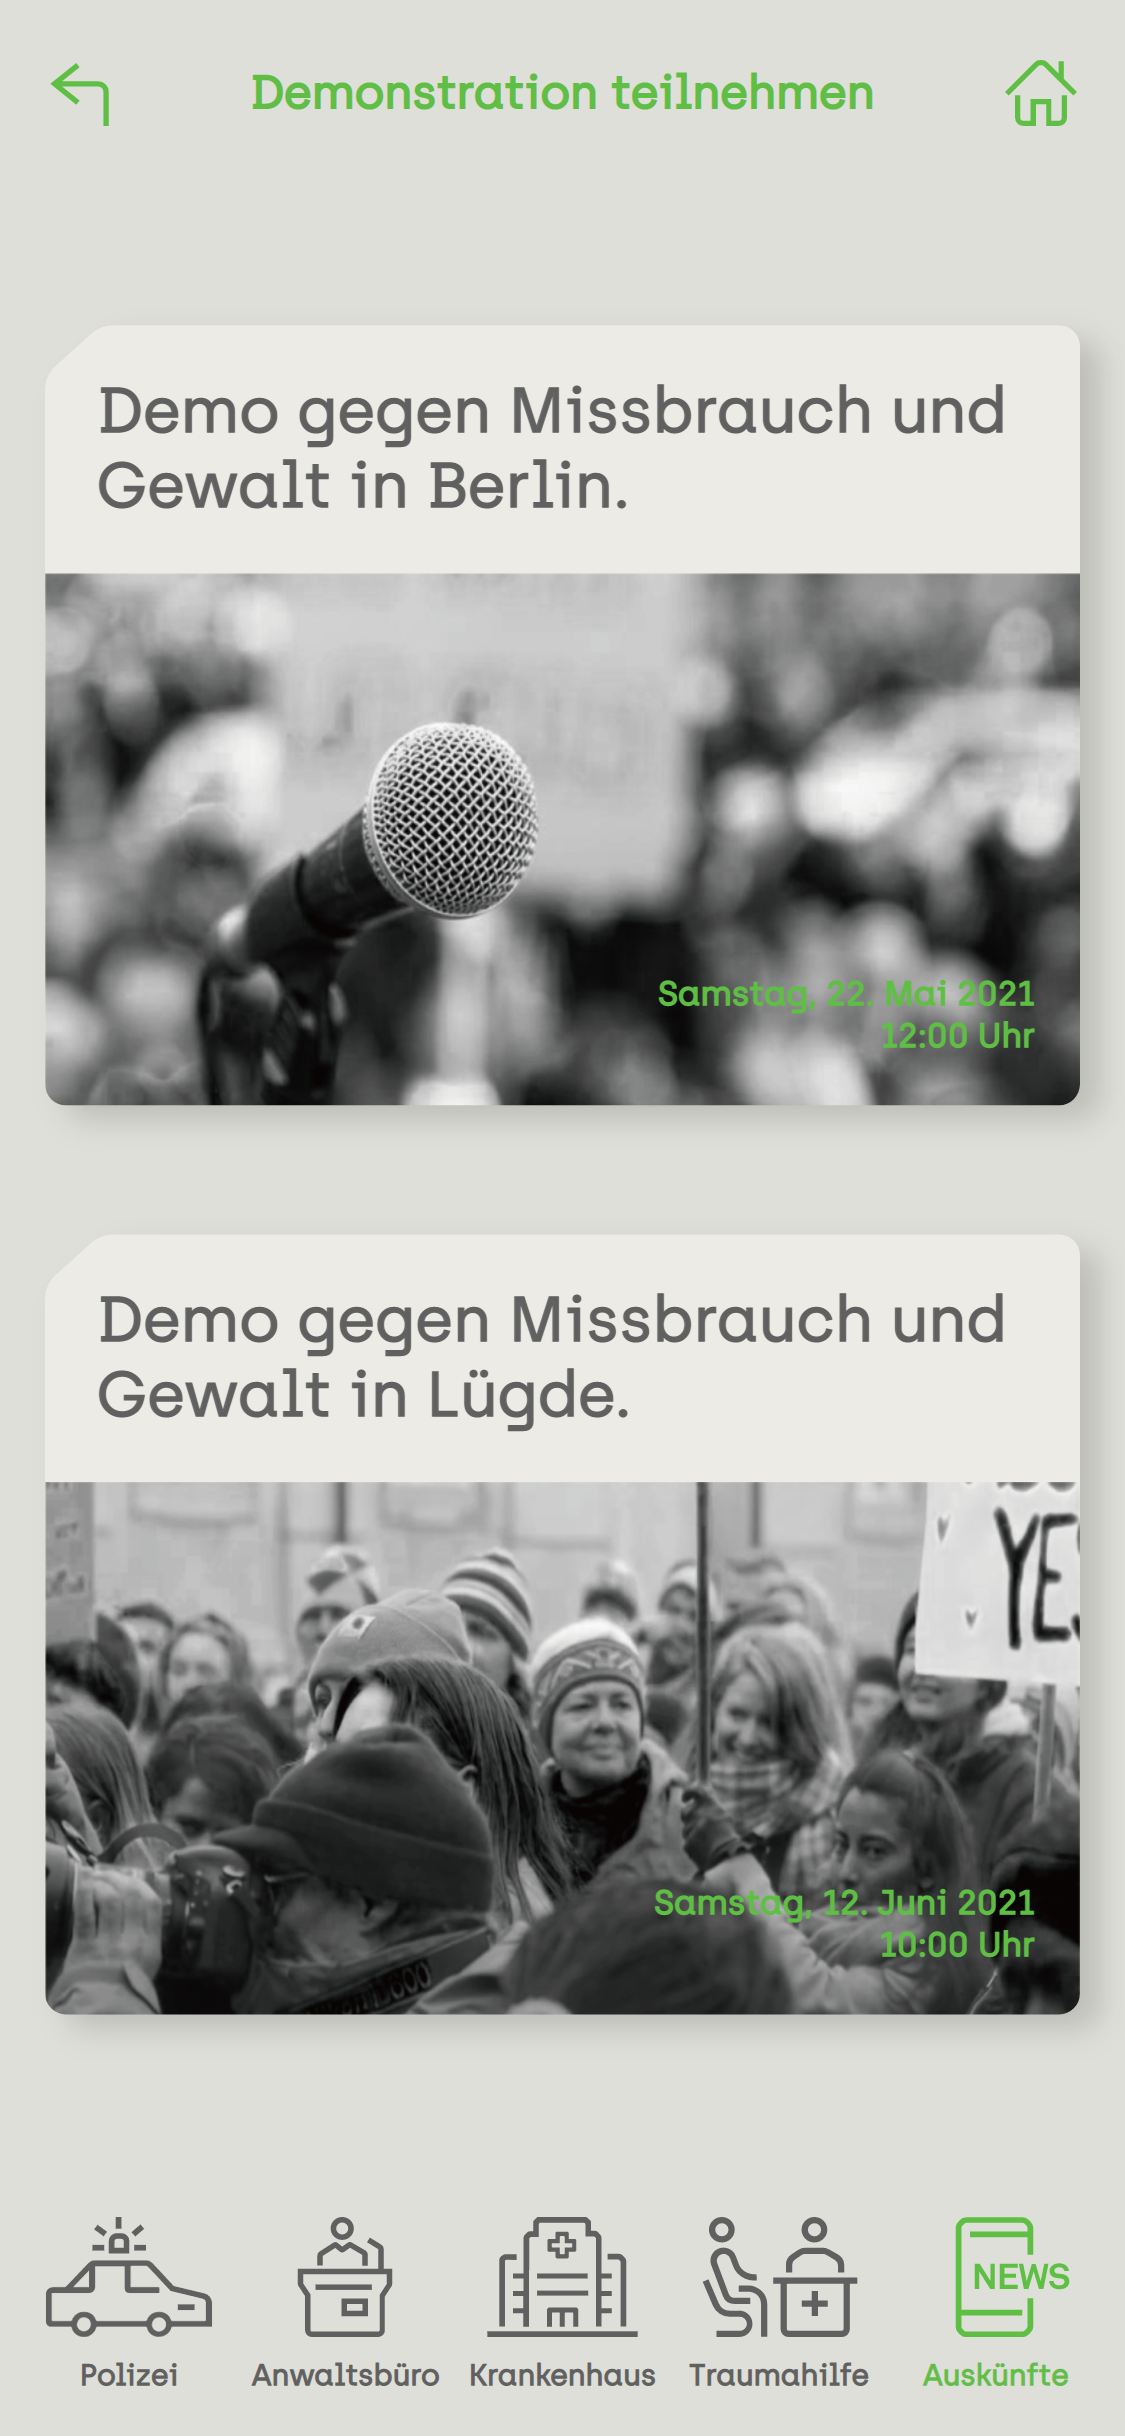 Demonstration teilnehmen
Demo gegen Missbrauch und
Gewalt in Berlin.
Samstag, 22. Mai 2021
12:00 Uhr
Demo gegen Missbrauch und
Gewalt in Lügde.
Samstag, 12. Juni 2021
10:00 Uhr
NEWS
Polizei
Anwaltsbüro
Krankenhaus
Traumahilfe
Auskünfte